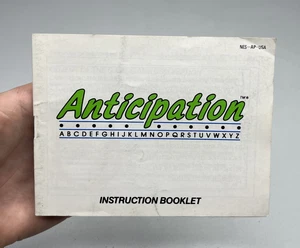 NES-AP-USA
Anticipation™
ABCDEFGHIJKLMNOPQRSTUVWXYZ
INSTRUCTION BOOKLET